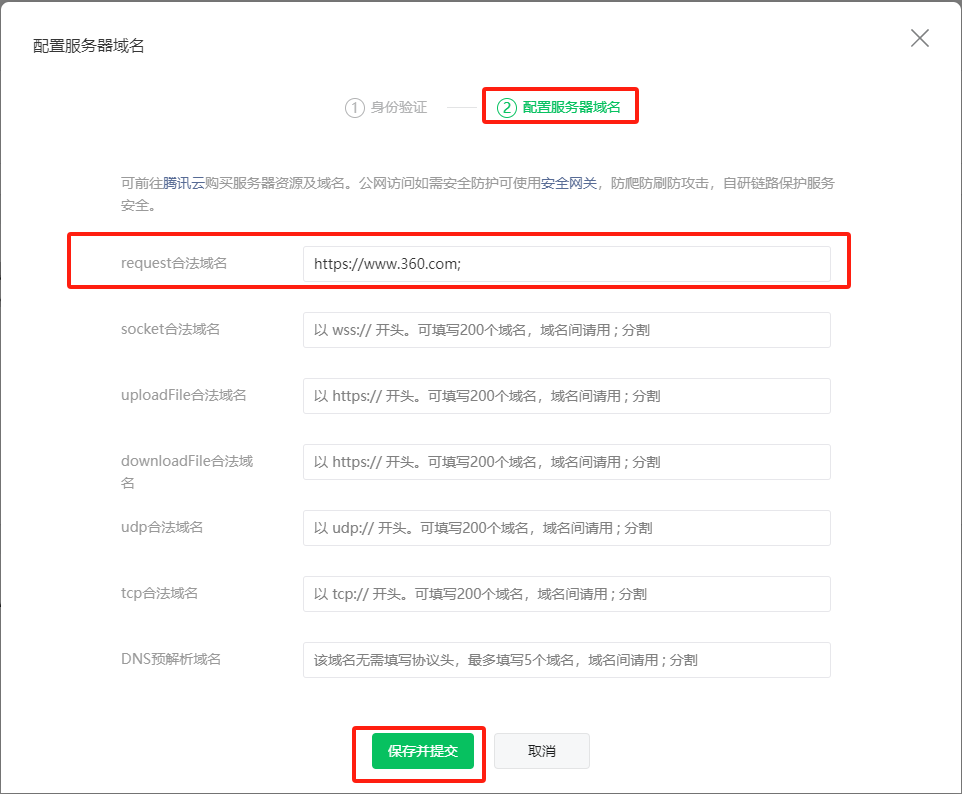 配置服务器域名
1 身份验证 2 配置服务器域名
可前往腾讯云购买服务器资源及域名。公网访问如需安全防护可使用安全网关，防爬防刷防攻击，自研链路保护服务
安全。
request合法域名 https://www.360.com;
socket合法域名 以 wss:// 开头。可填写200个域名，域名间请用 ; 分割
uploadFile合法域名 以 https:// 开头。可填写200个域名，域名间请用 ; 分割
downloadFile合法域 以 https:// 开头。可填写200个域名，域名间请用 ; 分割
名
udp合法域名 以 udp:// 开头。可填写200个域名，域名间请用 ; 分割
tcp合法域名 以 tcp:// 开头。可填写200个域名，域名间请用 ; 分割
DNS预解析域名 该域名无需填写协议头，最多填写5个域名，域名间请用 ; 分割
保存并提交 取消